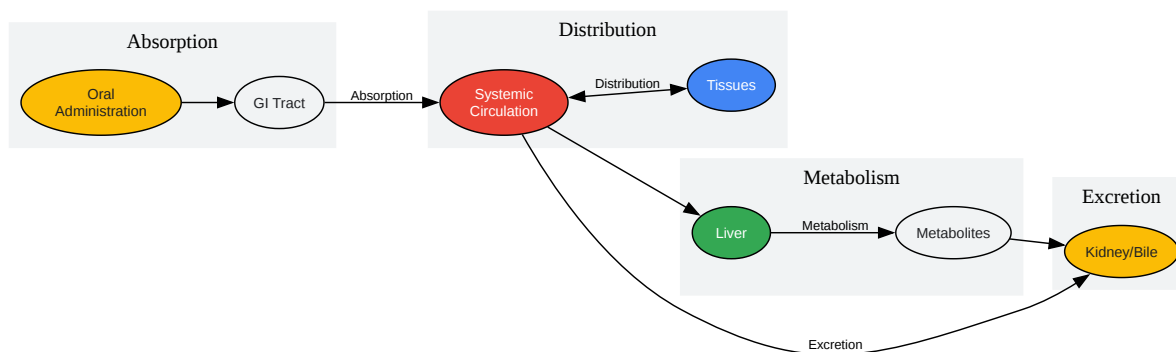 Absorption
Oral
Administration
GI Tract
Absorption
Distribution
Systemic
Circulation
Distribution
Tissues
Metabolism
Liver
Metabolism
Metabolites
Excretion
Kidney/Bile
Excretion